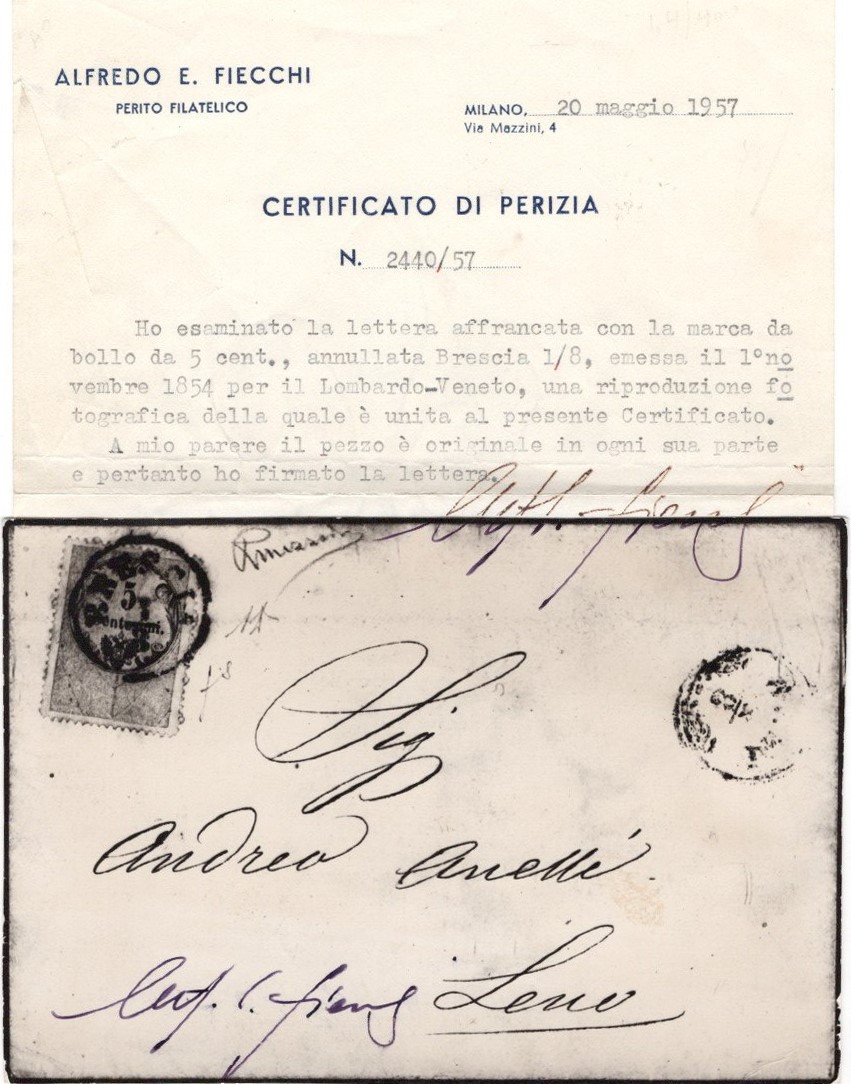 ALFREDO E. FIECCHI
PERITO FILATELICO
MILANO, 20 maggio 1957
Via Mazzini, 4
CERTIFICATO DI PERIZIA
N. 2440/57
Ho esaminato la lettera affrancata con la marca da
bollo da 5 cent., annullata Brescia 1/8, emessa il 1° no
vembre 1854 per il Lombardo-Veneto, una riproduzione fo
tografica della quale è unita al presente Certificato.
A mio parere il pezzo è originale in ogni sua parte
e pertanto ho firmato la lettera.
BRESCIA
5
Centesimi.
Sig
Andrea Anelli
Leno